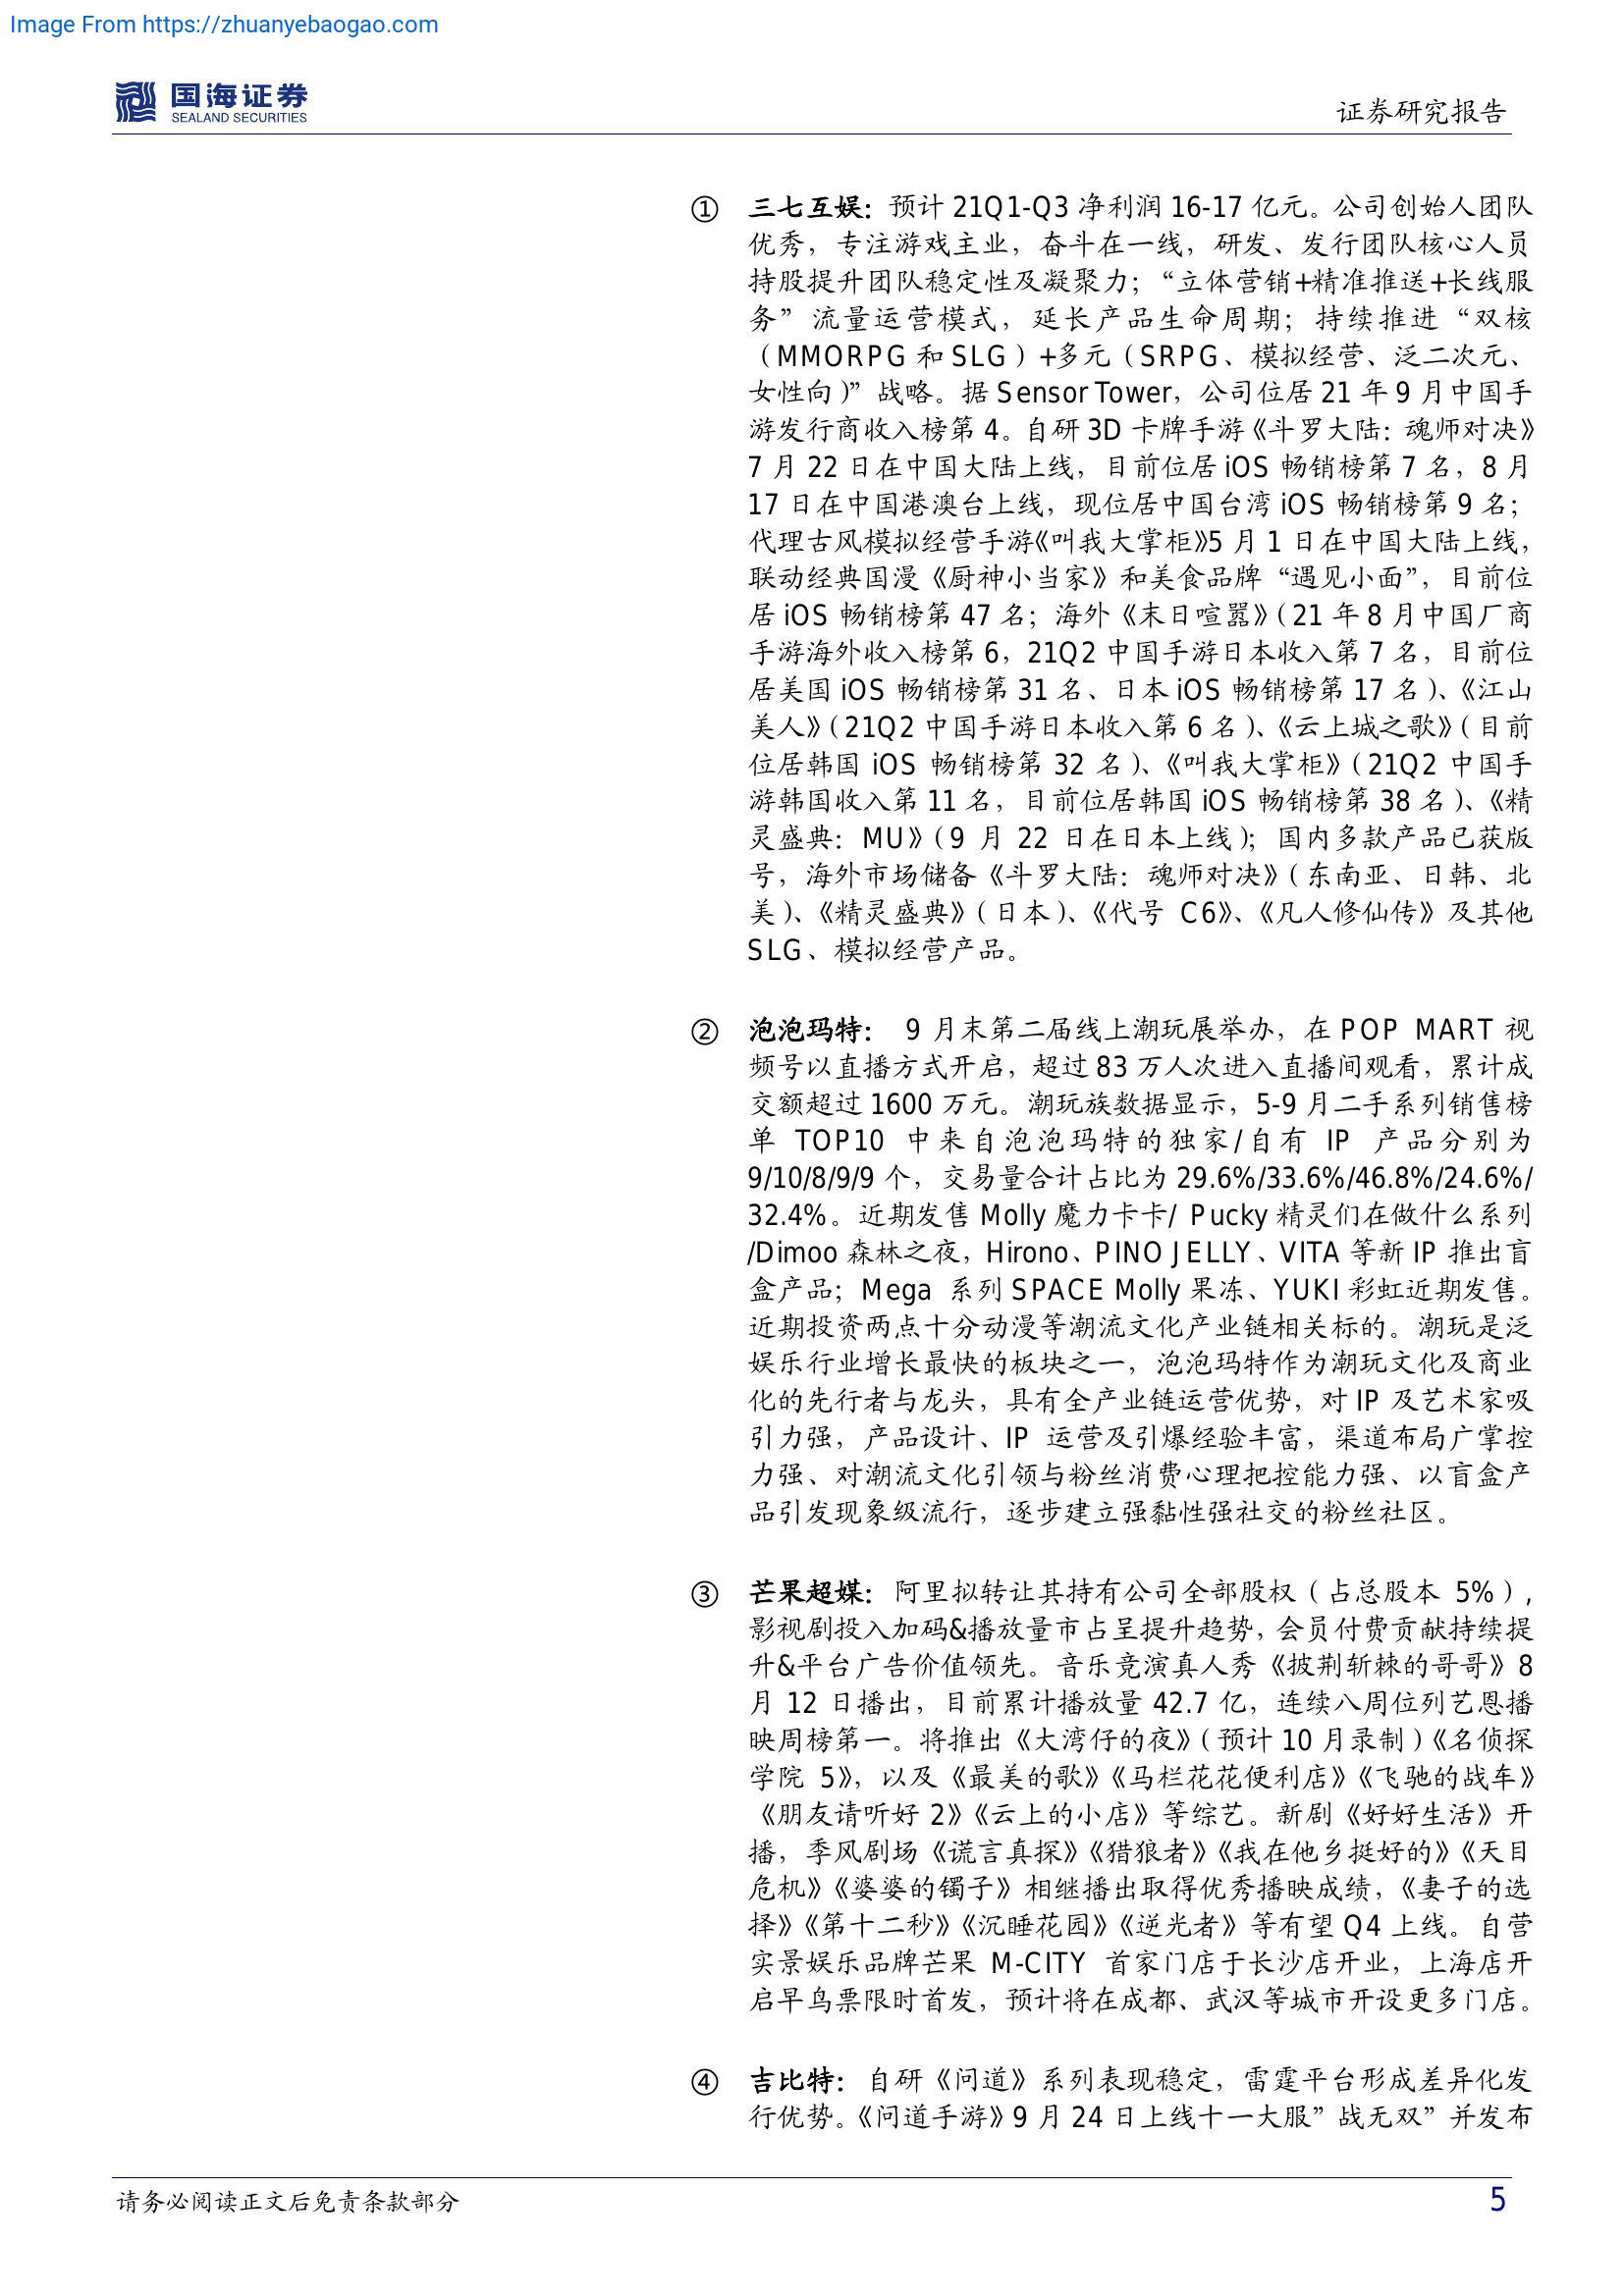 Image From https://zhuanyebaogao.com
国海证券
SEALAND SECURITIES
证券研究报告
① 三七互娱：预计 21Q1-Q3 净利润 16-17 亿元。公司创始人团队
优秀，专注游戏主业，奋斗在一线，研发、发行团队核心人员
持股提升团队稳定性及凝聚力；“立体营销+精准推送+长线服
务”流量运营模式，延长产品生命周期；持续推进“双核
（MMORPG 和 SLG）+多元（SRPG、模拟经营、泛二次元、
女性向）”战略。据 Sensor Tower，公司位居 21 年 9 月中国手
游发行商收入榜第 4。自研 3D 卡牌手游《斗罗大陆：魂师对决》
7 月 22 日在中国大陆上线，目前位居 iOS 畅销榜第 7 名，8 月
17 日在中国港澳台上线，现位居中国台湾 iOS 畅销榜第 9 名；
代理古风模拟经营手游《叫我大掌柜》5 月 1 日在中国大陆上线，
联动经典国漫《厨神小当家》和美食品牌“遇见小面”，目前位
居 iOS 畅销榜第 47 名；海外《末日喧嚣》（21 年 8 月中国厂商
手游海外收入榜第 6，21Q2 中国手游日本收入第 7 名，目前位
居美国 iOS 畅销榜第 31 名、日本 iOS 畅销榜第 17 名）、《江山
美人》（21Q2 中国手游日本收入第 6 名）、《云上城之歌》（目前
位居韩国 iOS 畅销榜第 32 名）、《叫我大掌柜》（21Q2 中国手
游韩国收入第 11 名，目前位居韩国 iOS 畅销榜第 38 名）、《精
灵盛典：MU》（9 月 22 日在日本上线）；国内多款产品已获版
号，海外市场储备《斗罗大陆：魂师对决》（东南亚、日韩、北
美）、《精灵盛典》（日本）、《代号 C6》、《凡人修仙传》及其他
SLG、模拟经营产品。
② 泡泡玛特： 9 月末第二届线上潮玩展举办，在 POP MART 视
频号以直播方式开启，超过 83 万人次进入直播间观看，累计成
交额超过 1600 万元。潮玩族数据显示，5-9 月二手系列销售榜
单 TOP10 中来自泡泡玛特的独家/自有 IP 产品分别为
9/10/8/9/9 个，交易量合计占比为 29.6%/33.6%/46.8%/24.6%/
32.4%。近期发售 Molly 魔力卡卡/ Pucky 精灵们在做什么系列
/Dimoo 森林之夜，Hirono、PINO JELLY、VITA 等新 IP 推出盲
盒产品；Mega 系列 SPACE Molly 果冻、YUKI 彩虹近期发售。
近期投资两点十分动漫等潮流文化产业链相关标的。潮玩是泛
娱乐行业增长最快的板块之一，泡泡玛特作为潮玩文化及商业
化的先行者与龙头，具有全产业链运营优势，对 IP 及艺术家吸
引力强，产品设计、IP 运营及引爆经验丰富，渠道布局广掌控
力强、对潮流文化引领与粉丝消费心理把控能力强、以盲盒产
品引发现象级流行，逐步建立强黏性强社交的粉丝社区。
③ 芒果超媒：阿里拟转让其持有公司全部股权（占总股本 5%），
影视剧投入加码&播放量市占呈提升趋势，会员付费贡献持续提
升&平台广告价值领先。音乐竞演真人秀《披荆斩棘的哥哥》8
月 12 日播出，目前累计播放量 42.7 亿，连续八周位列艺恩播
映周榜第一。将推出《大湾仔的夜》（预计 10 月录制）《名侦探
学院 5》，以及《最美的歌》《马栏花花便利店》《飞驰的战车》
《朋友请听好 2》《云上的小店》等综艺。新剧《好好生活》开
播，季风剧场《谎言真探》《猎狼者》《我在他乡挺好的》《天目
危机》《婆婆的镯子》相继播出取得优秀播映成绩，《妻子的选
择》《第十二秒》《沉睡花园》《逆光者》等有望 Q4 上线。自营
实景娱乐品牌芒果 M-CITY 首家门店于长沙店开业，上海店开
启早鸟票限时首发，预计将在成都、武汉等城市开设更多门店。
④ 吉比特：自研《问道》系列表现稳定，雷霆平台形成差异化发
行优势。《问道手游》9 月 24 日上线十一大服”战无双”并发布
请务必阅读正文后免责条款部分
5